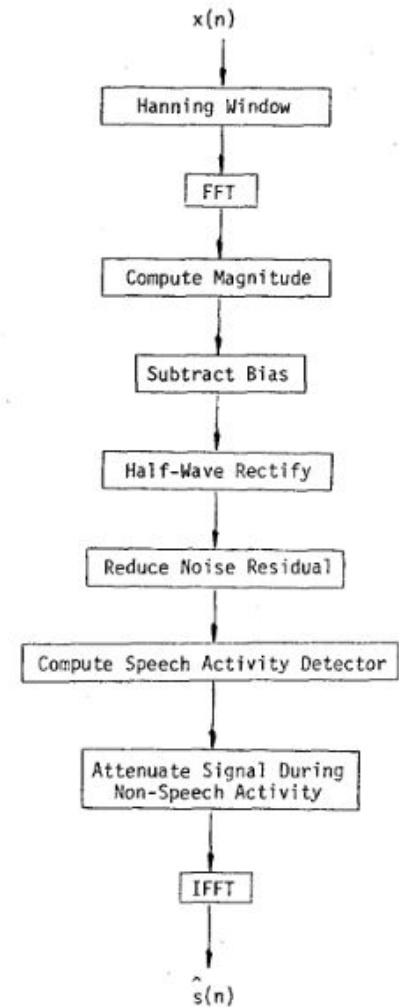 x(n)
Hanning Window
FFT
Compute Magnitude
Subtract Bias
Half-Wave Rectify
Reduce Noise Residual
Compute Speech Activity Detector
Attenuate Signal During
Non-Speech Activity
IFFT
ŝ(n)